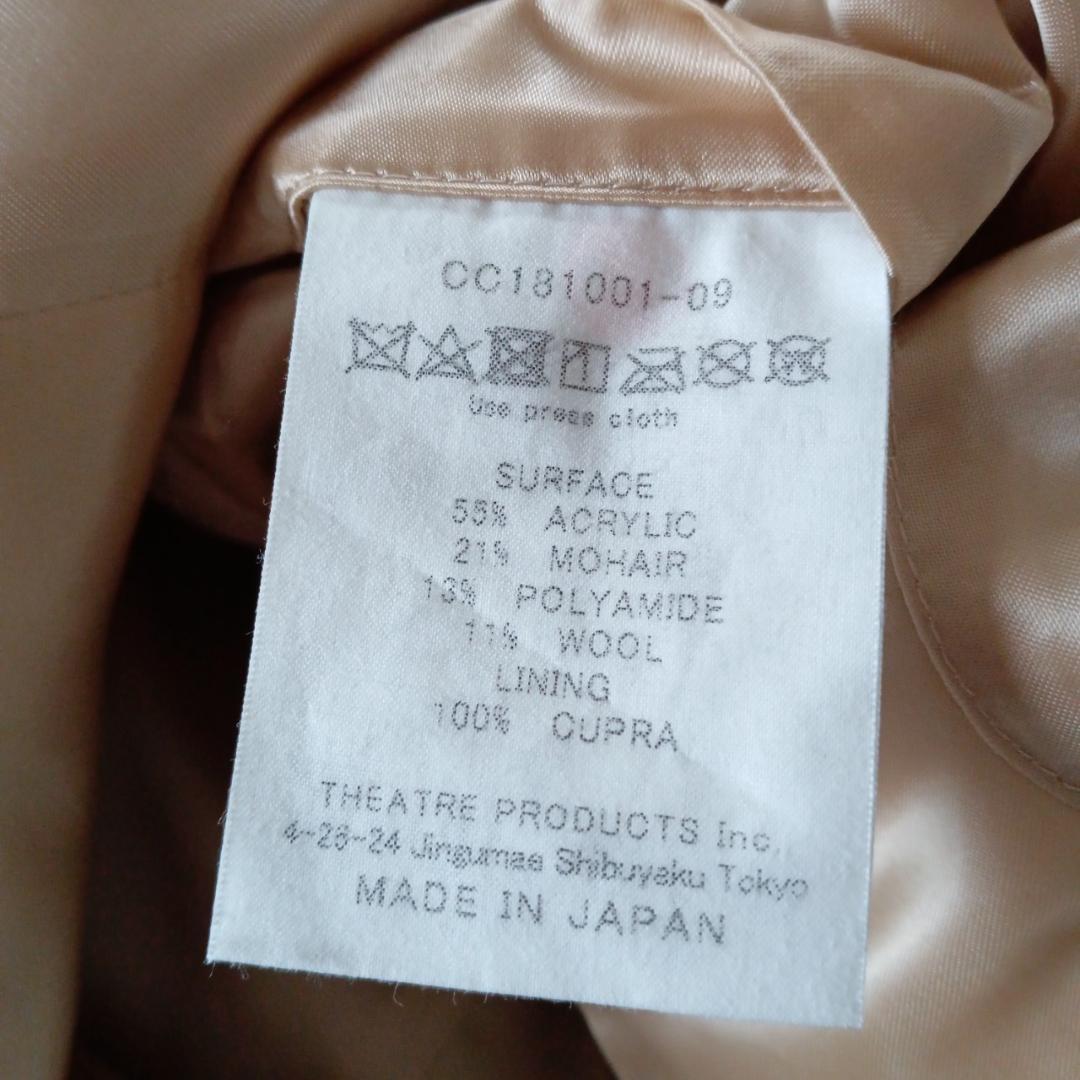 CC181001-09
Use press cloth
SURFACE
55% ACRYLIC
21% MOHAIR
13% POLYAMIDE
11% WOOL
LINING
100% CUPRA
THEATRE PRODUCTS Inc.
4-26-24 Jingumae Shibuyaku Tokyo
MADE IN JAPAN